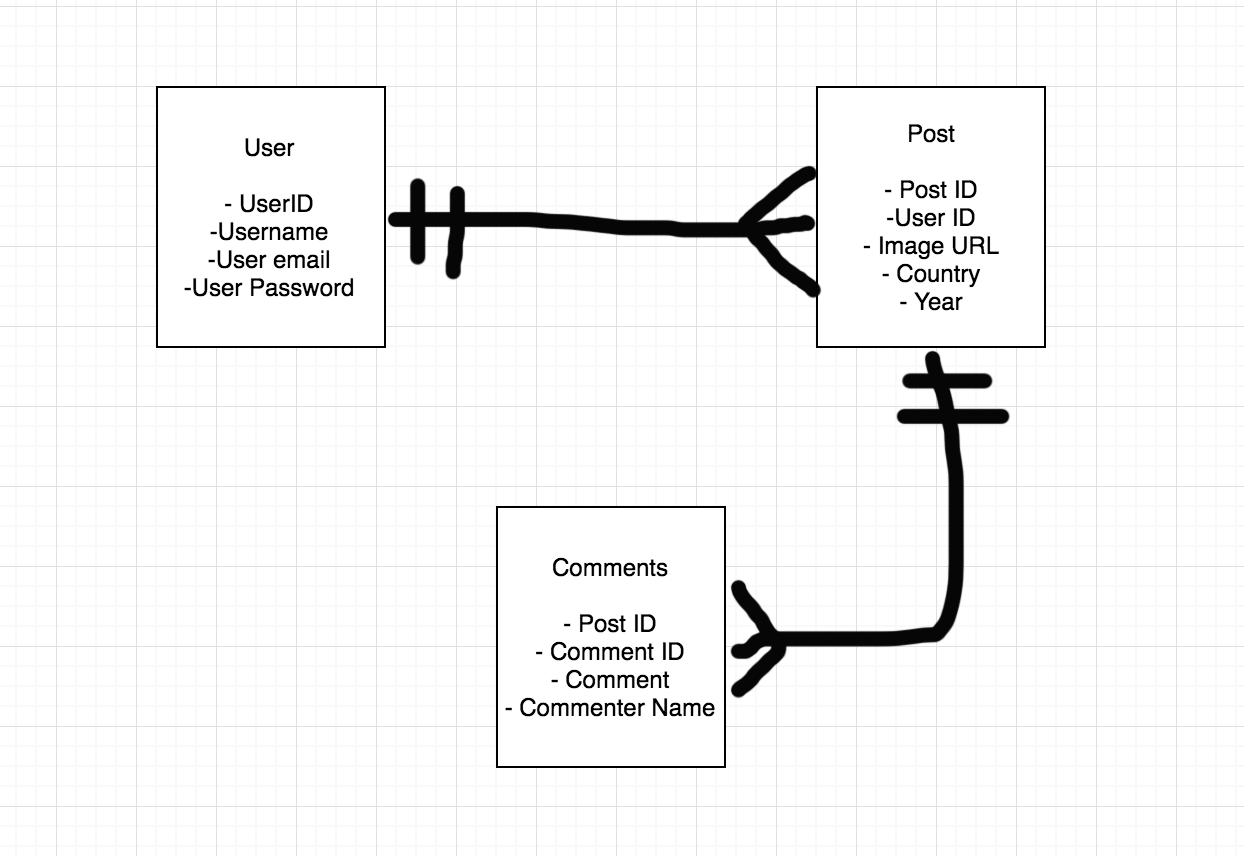 User
- UserID
-Username
-User email
-User Password
Post
- Post ID
-User ID
- Image URL
- Country
- Year
Comments
- Post ID
- Comment ID
- Comment
- Commenter Name